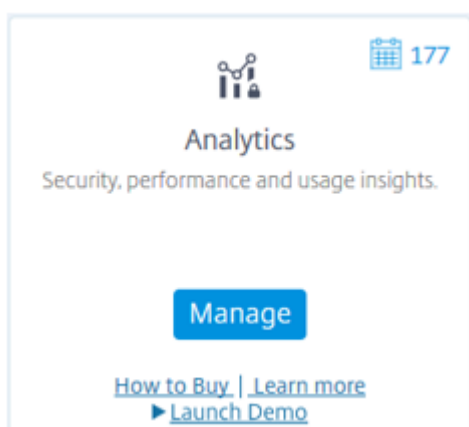 177
Analytics
Security, performance and usage insights.
Manage
How to Buy | Learn more
Launch Demo